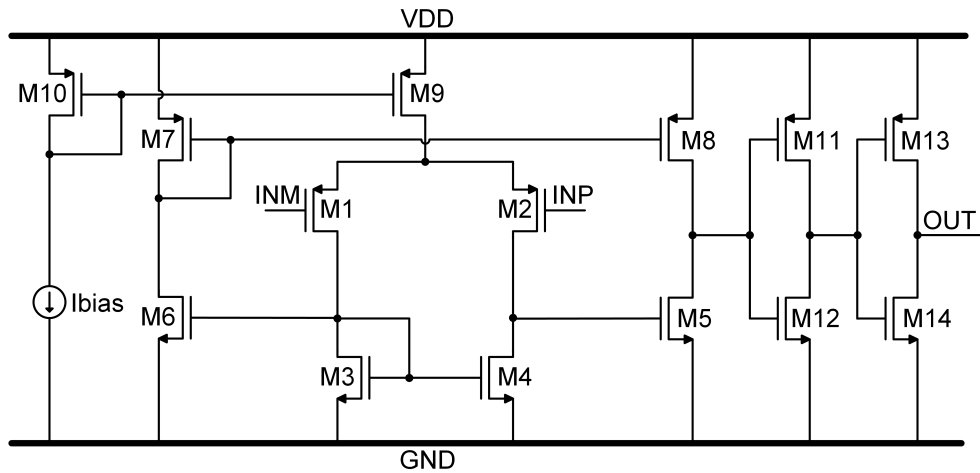 VDD
M10
M9
M7
M8
M11
M13
INM
M1
M2
INP
OUT
Ibias
M6
M5
M12
M14
M3
M4
GND